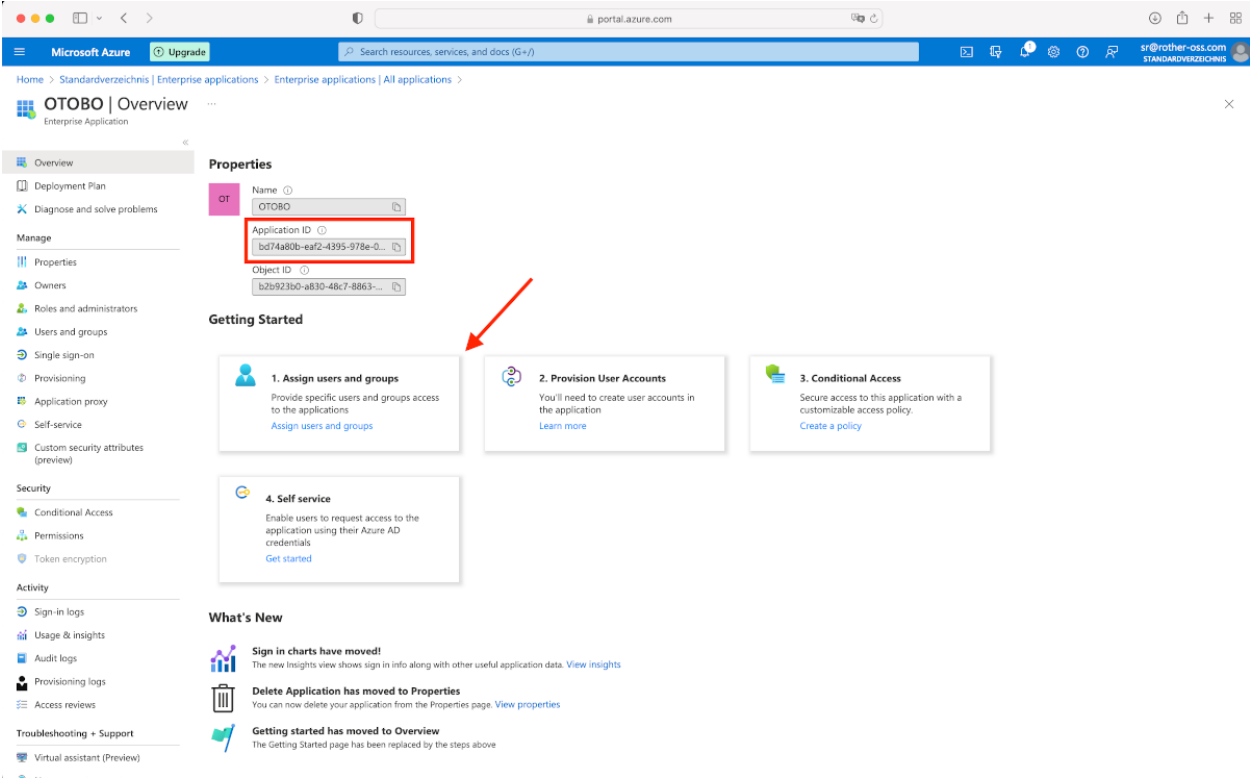 portal.azure.com
Microsoft Azure
Upgrade
Search resources, services, and docs (G+/)
1
sr@rother-oss.com
STANDARDVERZEICHNIS
Home > Standardverzeichnis | Enterprise applications > Enterprise applications | All applications >
OTOBO | Overview ...
Enterprise Application
«
Overview
Deployment Plan
Diagnose and solve problems
Manage
Properties
Owners
Roles and administrators
Users and groups
Single sign-on
Provisioning
Application proxy
Self-service
Custom security attributes
(preview)
Security
Conditional Access
Permissions
Token encryption
Activity
Sign-in logs
Usage & insights
Audit logs
Provisioning logs
Access reviews
Troubleshooting + Support
Virtual assistant (Preview)
Properties
OT
Name
OTOBO
Application ID
bd74a80b-eaf2-4395-978e-0...
Object ID
b2b923b0-a830-48c7-8863-...
Getting Started
1. Assign users and groups
Provide specific users and groups access
to the applications
Assign users and groups
2. Provision User Accounts
You'll need to create user accounts in
the application
Learn more
3. Conditional Access
Secure access to this application with a
customizable access policy.
Create a policy
4. Self service
Enable users to request access to the
application using their Azure AD
credentials
Get started
What's New
Sign in charts have moved!
The new Insights view shows sign in info along with other useful application data. View insights
Delete Application has moved to Properties
You can now delete your application from the Properties page. View properties
Getting started has moved to Overview
The Getting Started page has been replaced by the steps above